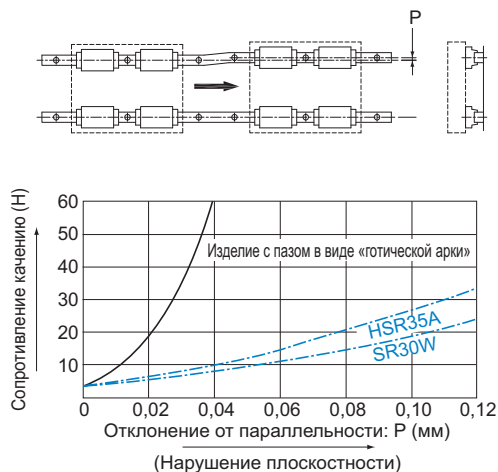 P
Сопротивление качению (Н)
60
50
40
30
20
10
Изделие с пазом в виде «готической арки»
HSR35A
SR30W
0
0,02
0,04
0,06
0,08
0,10
0,12
Отклонение от параллельности: P (мм)
(Нарушение плоскостности)